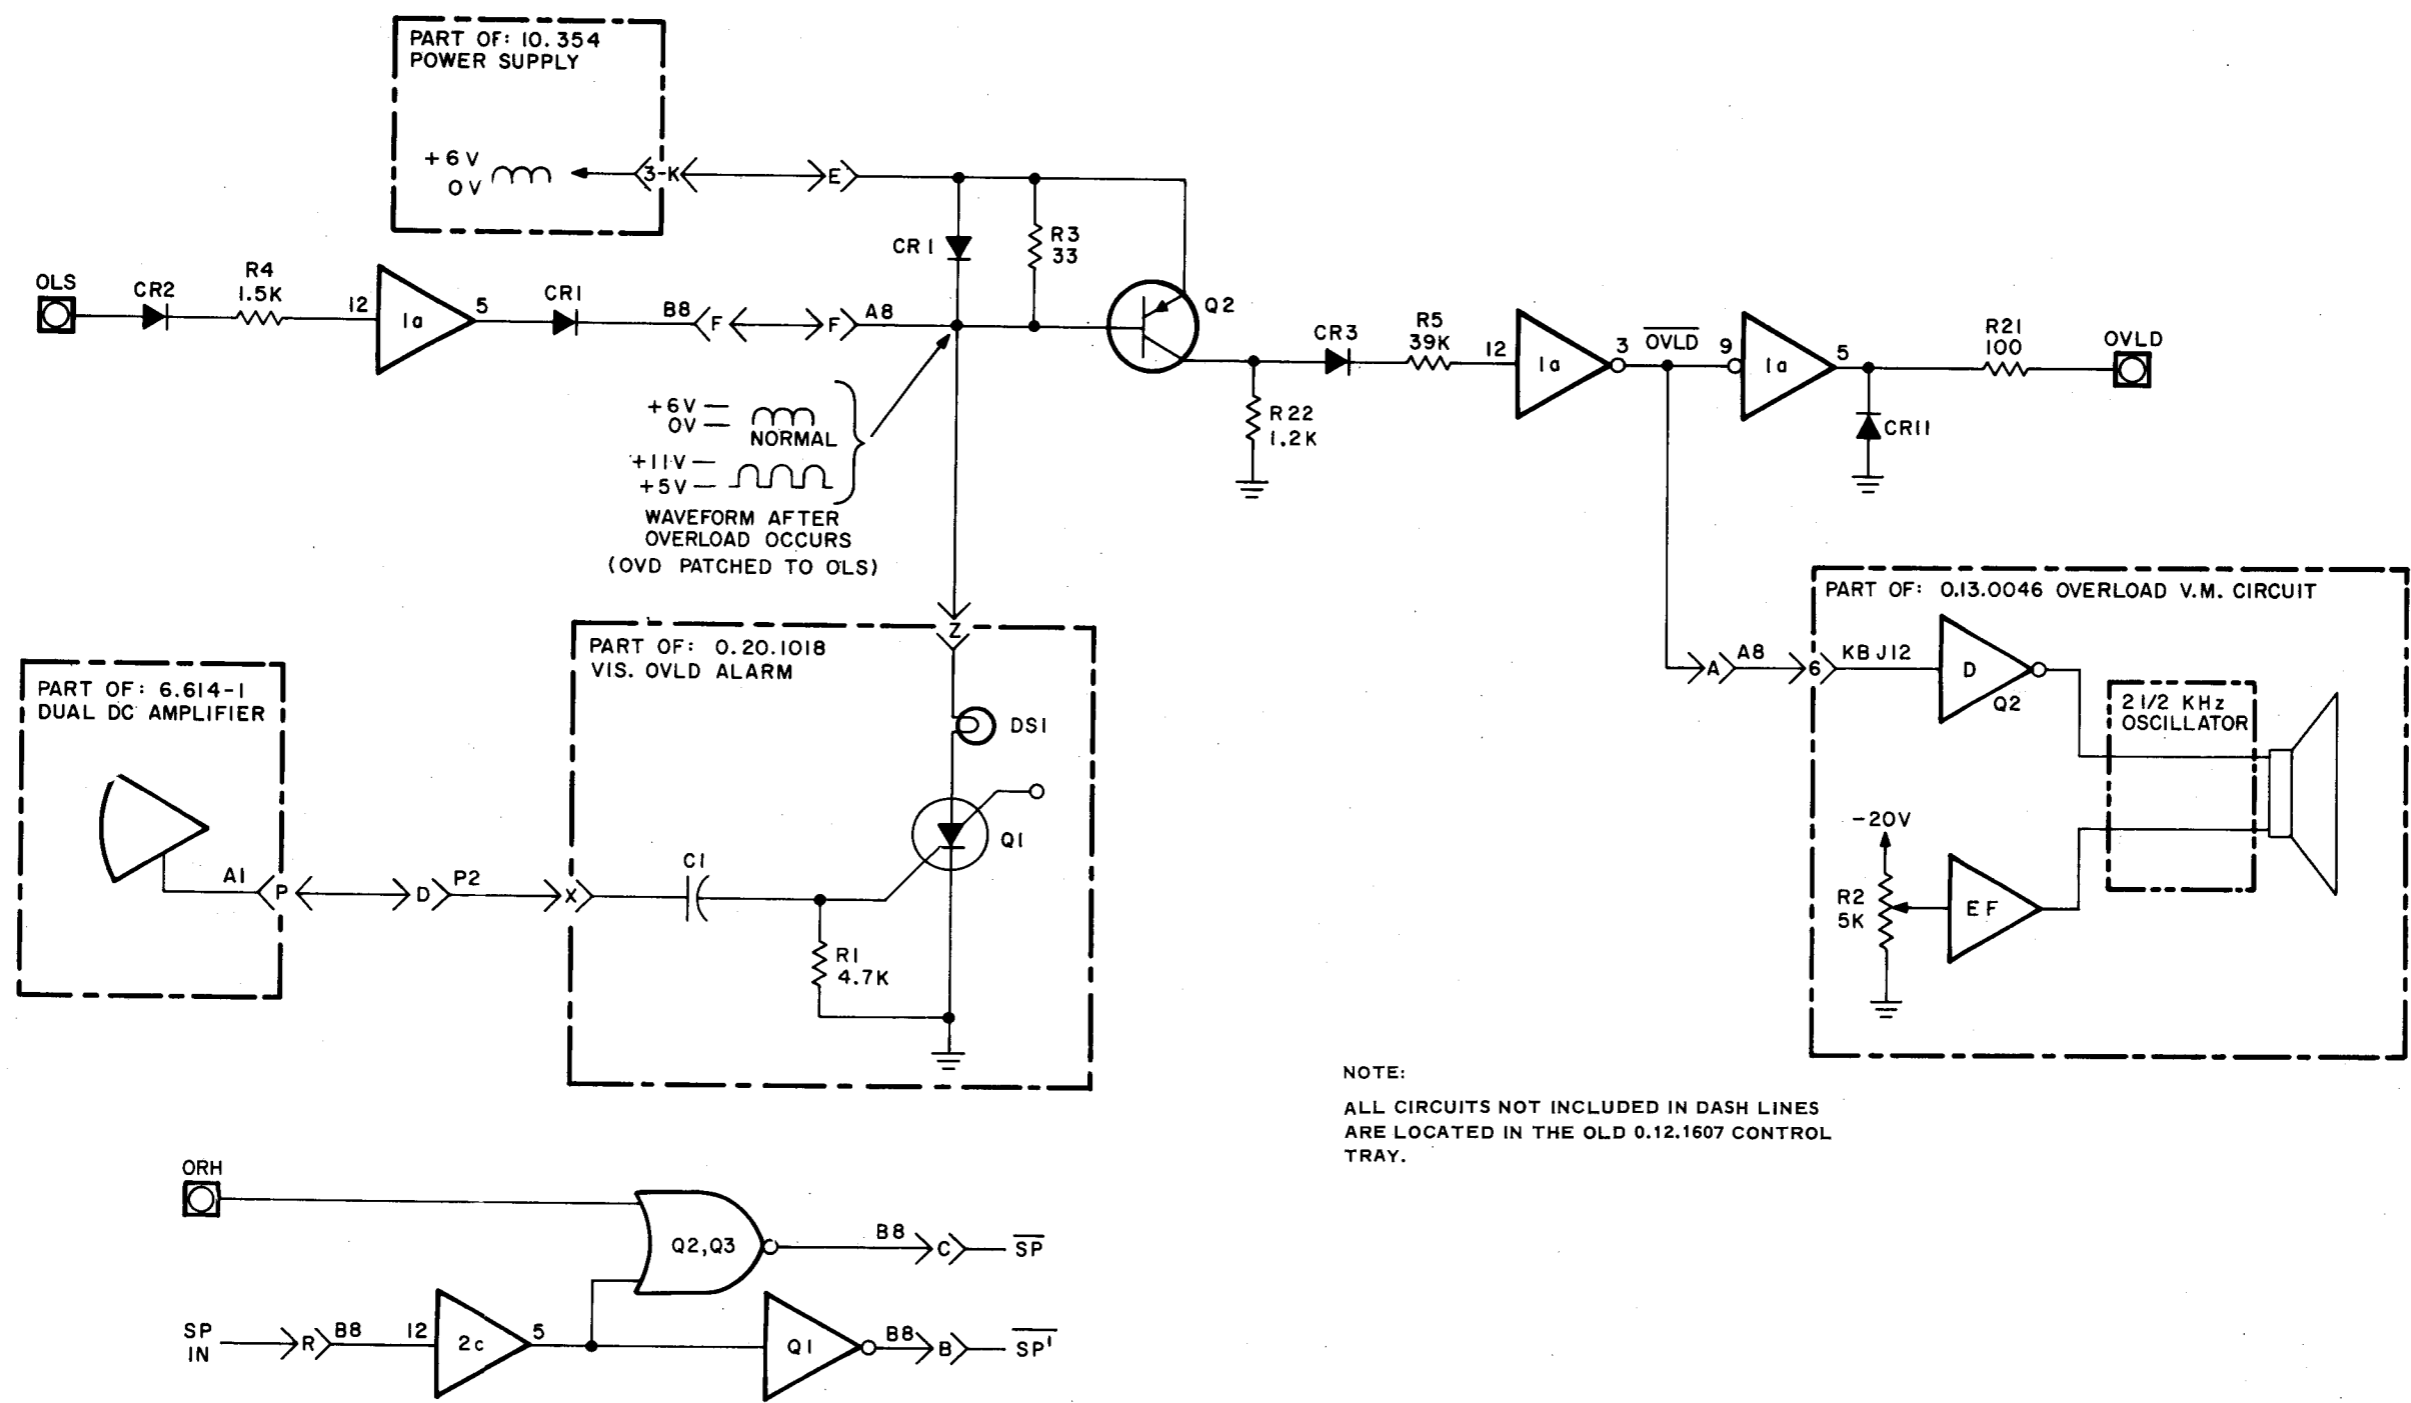 PART OF: 10.354
POWER SUPPLY
+6V
0V
3-K
E
CR1
R3
33
OLS
CR2
R4
1.5K
12
1a
5
CR1
B8
F
F
A8
Q2
+6V
0V
NORMAL
+11V
+5V
WAVEFORM AFTER
OVERLOAD OCCURS
(OVD PATCHED TO OLS)
R22
1.2K
CR3
R5
39K
12
1a
3
OVLD
9
1a
5
CR11
R21
100
OVLD
PART OF: 6.614-1
DUAL DC AMPLIFIER
A1
P
D
P2
X
PART OF: 0.20.1018
VIS. OVLD ALARM
Z
DS1
Q1
C1
R1
4.7K
A
A8
6
PART OF: 0.13.0046 OVERLOAD V.M. CIRCUIT
KBJ12
D
Q2
2 1/2 KHz
OSCILLATOR
-20V
R2
5K
EF
NOTE:
ALL CIRCUITS NOT INCLUDED IN DASH LINES
ARE LOCATED IN THE OLD 0.12.1607 CONTROL
TRAY.
ORH
Q2,Q3
B8
C
SP
SP
IN
R
B8
12
2c
5
Q1
B8
B
SP'